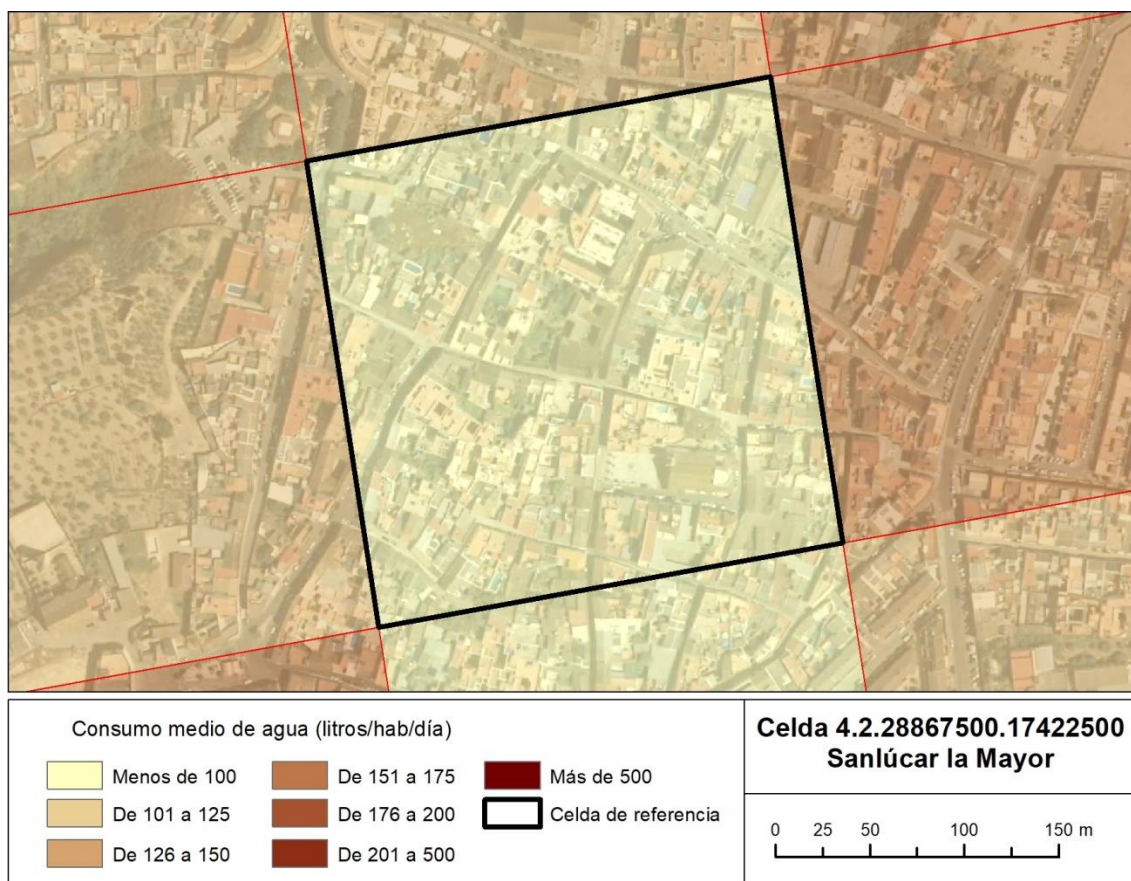 Consumo medio de agua (litros/hab/día)
Menos de 100
De 101 a 125
De 126 a 150
De 151 a 175
De 176 a 200
De 201 a 500
Más de 500
Celda de referencia
Celda 4.2.28867500.17422500
Sanlúcar la Mayor
0 25 50 100 150 m